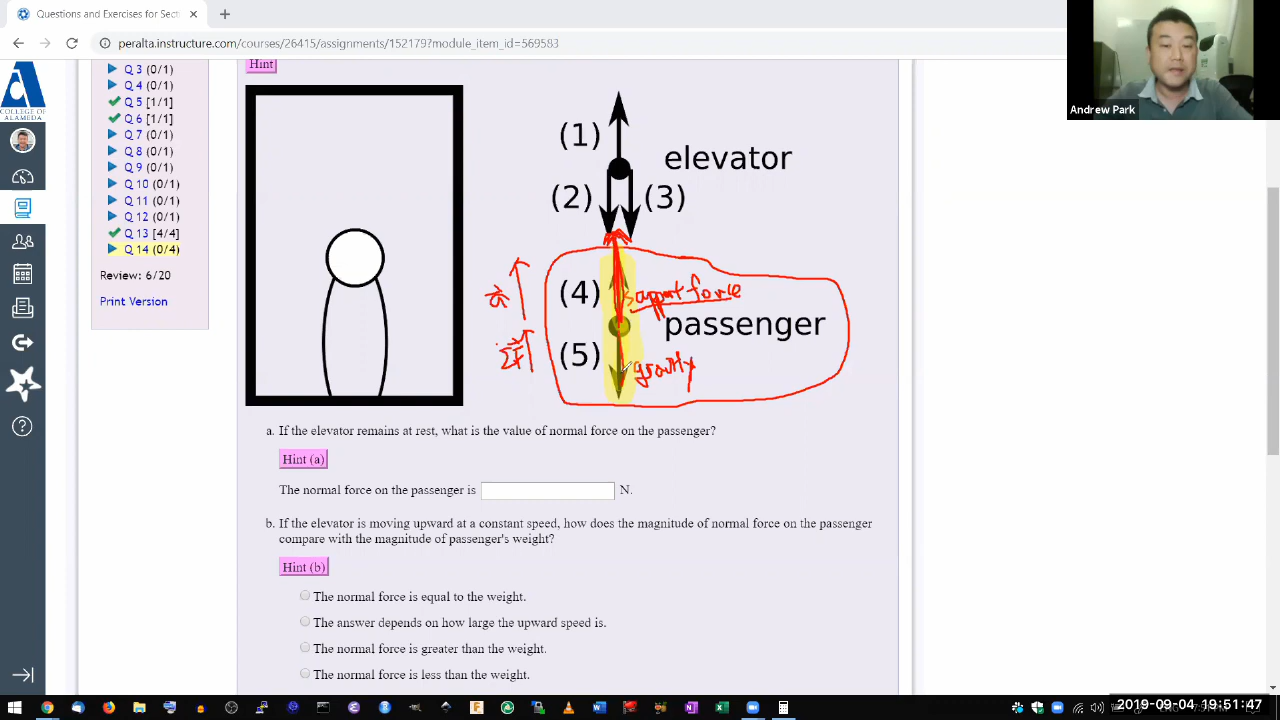 Questions and Exercises for Sect
peralta.instructure.com/courses/26415/assignments/152179?module_item_id=569583
Andrew Park
COLLEGE OF
ALAMEDA
Q 3 (0/1)
Q 4 (0/1)
Q 5 [1/1]
Q 6 [1/1]
Q 7 (0/1)
Q 8 (0/1)
Q 9 (0/1)
Q 10 (0/1)
Q 11 (0/1)
Q 12 (0/1)
Q 13 [4/4]
Q 14 (0/4)
Review: 6/20
Print Version
Hint
(1)
elevator
(2)
(3)
(4)
support force
a
passenger
ΣF
(5)
gravity
a. If the elevator remains at rest, what is the value of normal force on the passenger?
Hint (a)
The normal force on the passenger is
N.
b. If the elevator is moving upward at a constant speed, how does the magnitude of normal force on the passenger
compare with the magnitude of passenger's weight?
Hint (b)
The normal force is equal to the weight.
The answer depends on how large the upward speed is.
The normal force is greater than the weight.
The normal force is less than the weight.
2019-09-04 19:51:47